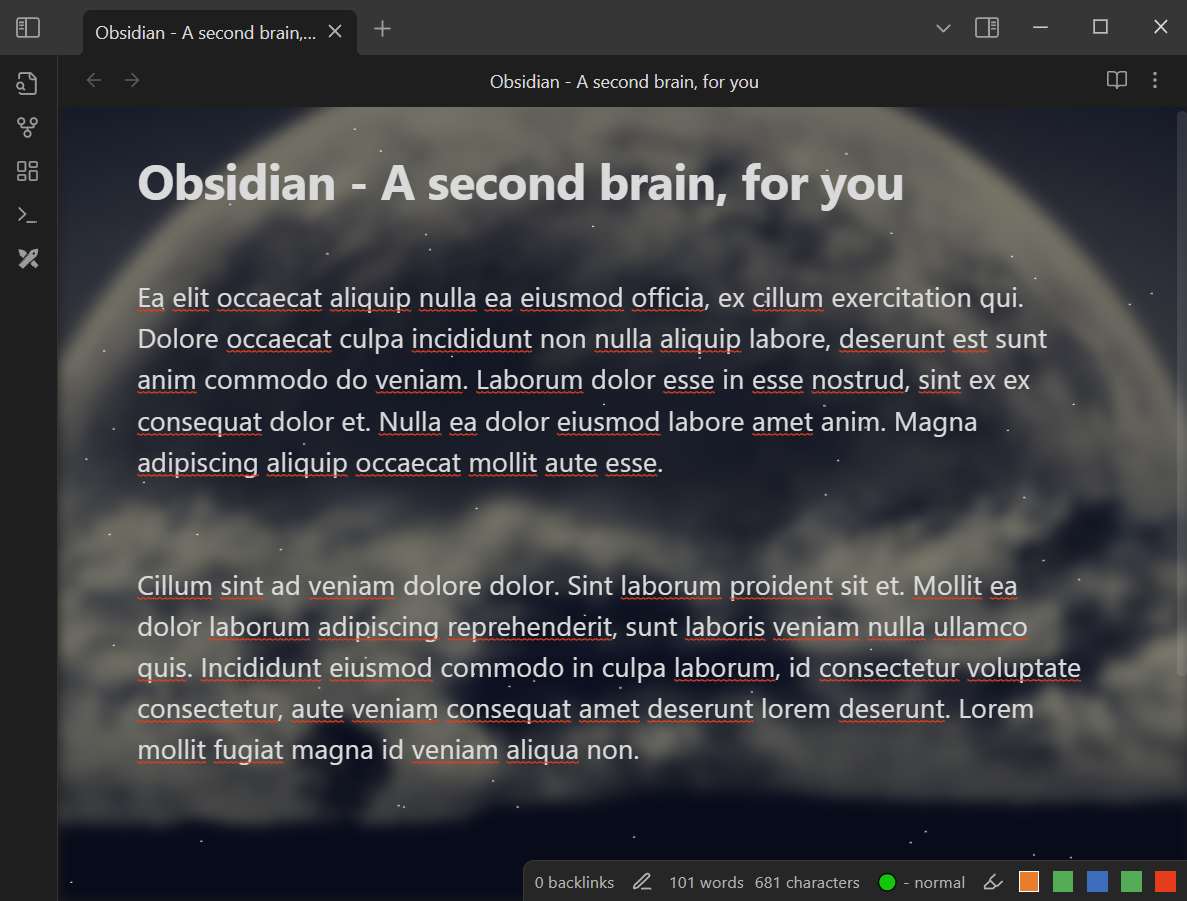 Obsidian - A second brain,...
Obsidian - A second brain, for you
Obsidian - A second brain, for you
Ea elit occaecat aliquip nulla ea eiusmod officia, ex cillum exercitation qui.
Dolore occaecat culpa incididunt non nulla aliquip labore, deserunt est sunt
anim commodo do veniam. Laborum dolor esse in esse nostrud, sint ex ex
consequat dolor et. Nulla ea dolor eiusmod labore amet anim. Magna
adipiscing aliquip occaecat mollit aute esse.
Cillum sint ad veniam dolore dolor. Sint laborum proident sit et. Mollit ea
dolor laborum adipiscing reprehenderit, sunt laboris veniam nulla ullamco
quis. Incididunt eiusmod commodo in culpa laborum, id consectetur voluptate
consectetur, aute veniam consequat amet deserunt lorem deserunt. Lorem
mollit fugiat magna id veniam aliqua non.
0 backlinks 101 words 681 characters - normal